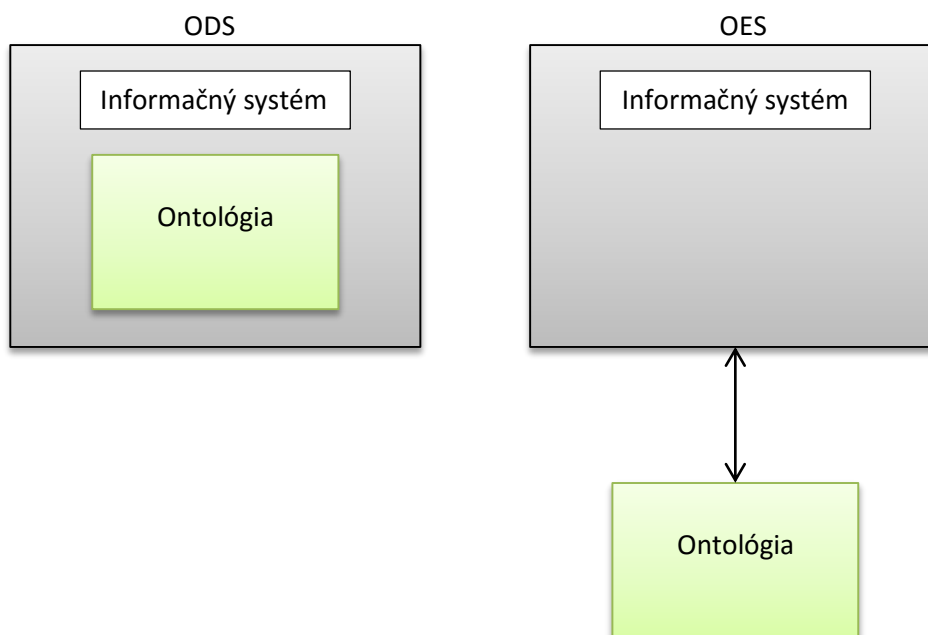 ODS
Informačný systém
Ontológia
OES
Informačný systém
Ontológia